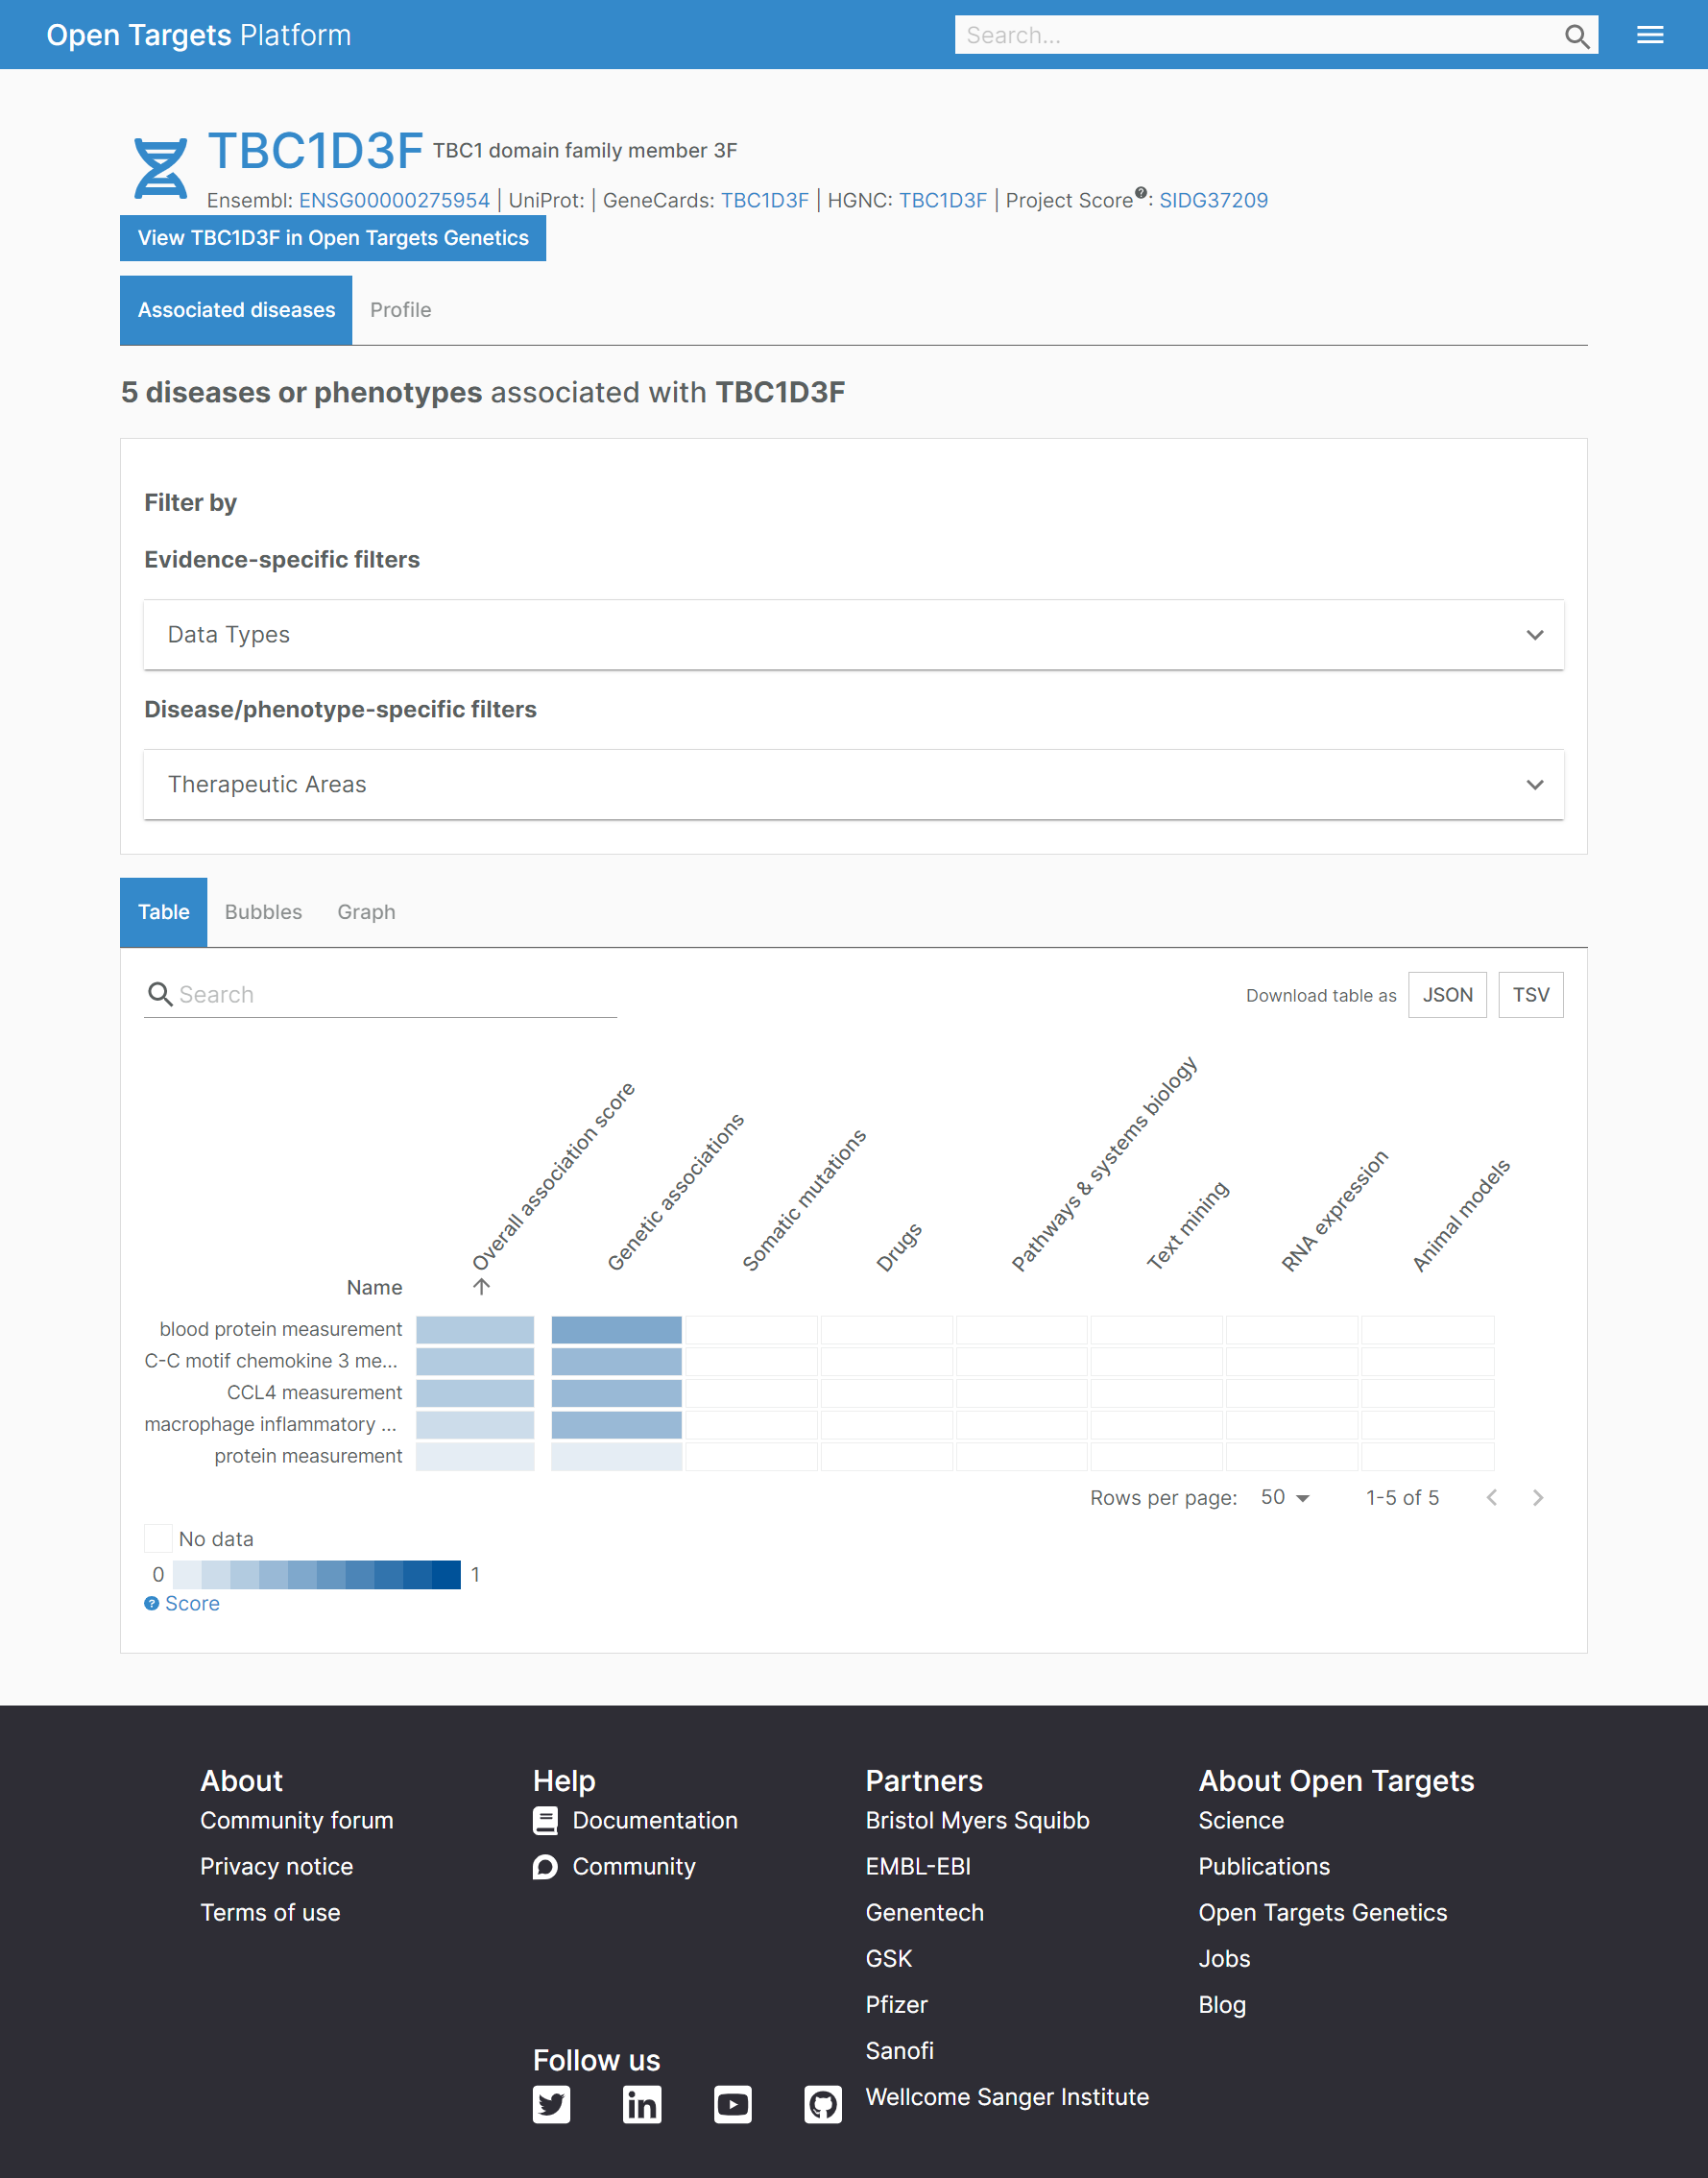 Open Targets Platform
Search...
TBC1D3F TBC1 domain family member 3F
Ensembl: ENSG00000275954 | UniProt: | GeneCards: TBC1D3F | HGNC: TBC1D3F | Project Score?: SIDG37209
View TBC1D3F in Open Targets Genetics
Associated diseases Profile
5 diseases or phenotypes associated with TBC1D3F
Filter by
Evidence-specific filters
Data Types
Disease/phenotype-specific filters
Therapeutic Areas
Table Bubbles Graph
Search
Download table as JSON TSV
Name
Overall association score
Genetic associations
Somatic mutations
Drugs
Pathways & systems biology
Text mining
RNA expression
Animal models
blood protein measurement
C-C motif chemokine 3 me...
CCL4 measurement
macrophage inflammatory ...
protein measurement
Rows per page: 50 1-5 of 5
No data
0 1
? Score
About
Community forum
Privacy notice
Terms of use
Help
Documentation
Community
Follow us
Partners
Bristol Myers Squibb
EMBL-EBI
Genentech
GSK
Pfizer
Sanofi
Wellcome Sanger Institute
About Open Targets
Science
Publications
Open Targets Genetics
Jobs
Blog